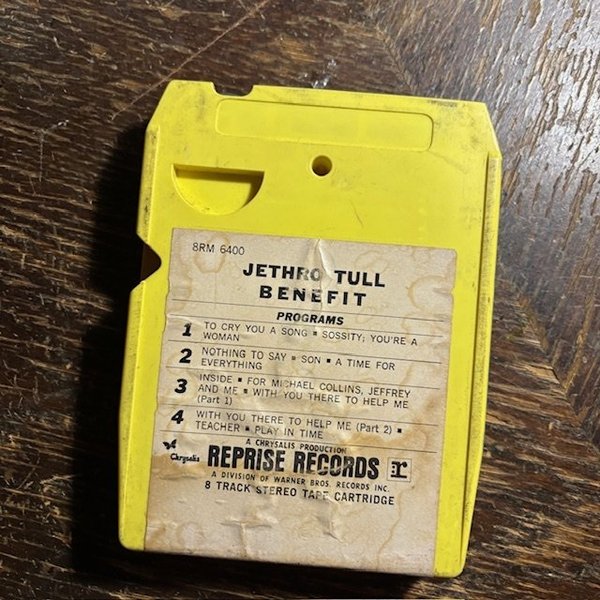 8RM 6400
JETHRO TULL
BENEFIT
PROGRAMS
1 TO CRY YOU A SONG ▪ SOSSITY; YOU'RE A
WOMAN
2 NOTHING TO SAY ▪ SON ▪ A TIME FOR
EVERYTHING
3 INSIDE ▪ FOR MICHAEL COLLINS, JEFFREY
AND ME ▪ WITH YOU THERE TO HELP ME
(Part 1)
4 WITH YOU THERE TO HELP ME (Part 2) ▪
TEACHER ▪ PLAY IN TIME
A CHRYSALIS PRODUCTION
Chrysalis REPRISE RECORDS r
A DIVISION OF WARNER BROS. RECORDS INC.
8 TRACK STEREO TAPE CARTRIDGE